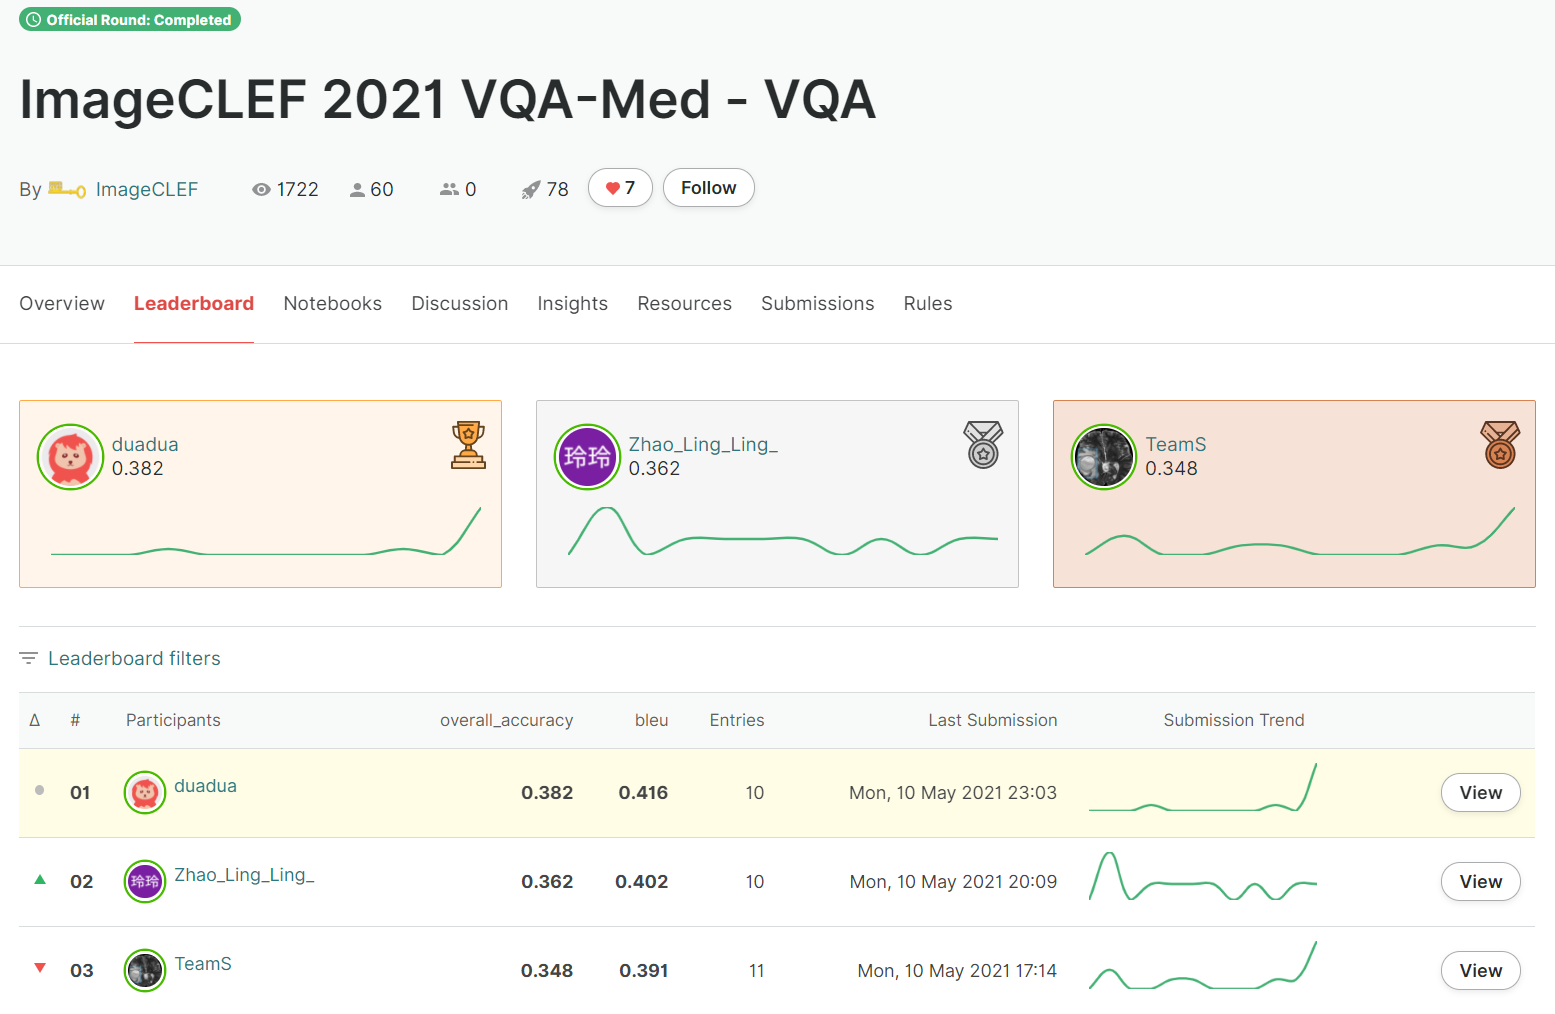 Official Round: Completed
ImageCLEF 2021 VQA-Med - VQA
By ImageCLEF 1722 60 0 78 7 Follow
Overview Leaderboard Notebooks Discussion Insights Resources Submissions Rules
玲玲
duadua Zhao_Ling_Ling_ TeamS
0.382 0.362 0.348
Leaderboard filters
Δ # Participants overall_accuracy bleu Entries Last Submission Submission Trend
01 duadua 0.382 0.416 10 Mon, 10 May 2021 23:03 View
02 玲玲 Zhao_Ling_Ling_ 0.362 0.402 10 Mon, 10 May 2021 20:09 View
03 TeamS 0.348 0.391 11 Mon, 10 May 2021 17:14 View